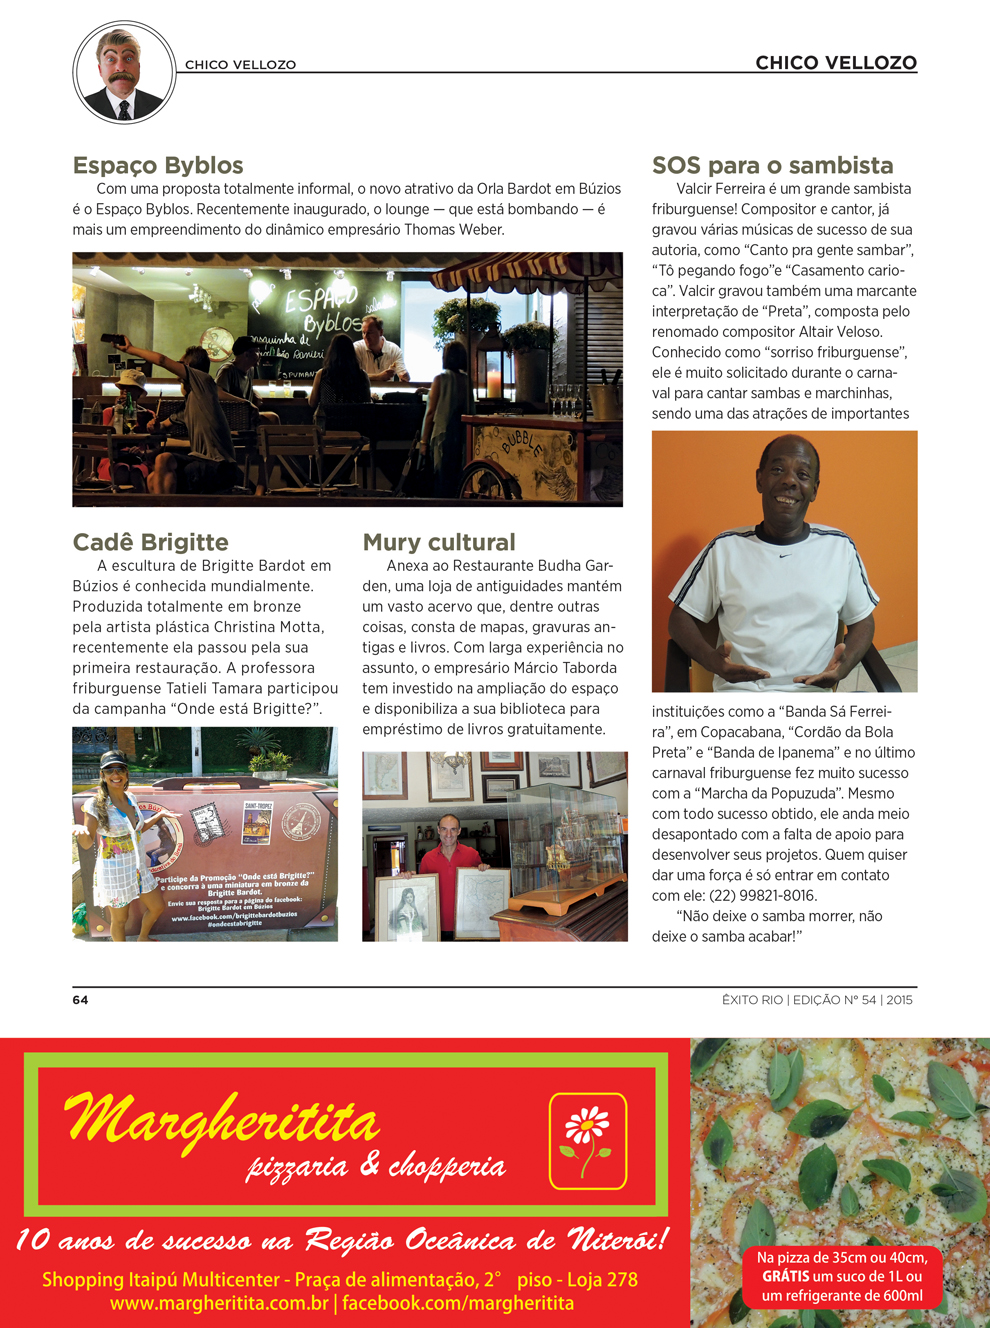 CHICO VELLOZO
CHICO VELLOZO
Espaço Byblos
Com uma proposta totalmente informal, o novo atrativo da Orla Bardot em Búzios
é o Espaço Byblos. Recentemente inaugurado, o lounge — que está bombando — é
mais um empreendimento do dinâmico empresário Thomas Weber.
ESPAÇO
Byblos
ESPUMANT
BUBBLE
Cadê Brigitte
A escultura de Brigitte Bardot em
Búzios é conhecida mundialmente.
Produzida totalmente em bronze
pela artista plástica Christina Motta,
recentemente ela passou pela sua
primeira restauração. A professora
friburguense Tatieli Tamara participou
da campanha “Onde está Brigitte?”.
SAINT-TROPEZ
Participe da Promoção "Onde está Brigitte?"
e concorra à uma miniatura em bronze da
Brigitte Bardot.
Envie sua resposta para a página do facebook:
Brigitte Bardot em Búzios
www.facebook.com/brigittebardotbuzios
#ondeestabrigitte
Mury cultural
Anexa ao Restaurante Budha Gar-
den, uma loja de antiguidades mantém
um vasto acervo que, dentre outras
coisas, consta de mapas, gravuras an-
tigas e livros. Com larga experiência no
assunto, o empresário Márcio Taborda
tem investido na ampliação do espaço
e disponibiliza a sua biblioteca para
empréstimo de livros gratuitamente.
SOS para o sambista
Valcir Ferreira é um grande sambista
friburguense! Compositor e cantor, já
gravou várias músicas de sucesso de sua
autoria, como “Canto pra gente sambar”,
“Tô pegando fogo”e “Casamento cario-
ca”. Valcir gravou também uma marcante
interpretação de “Preta”, composta pelo
renomado compositor Altair Veloso.
Conhecido como “sorriso friburguense”,
ele é muito solicitado durante o carna-
val para cantar sambas e marchinhas,
sendo uma das atrações de importantes
instituições como a “Banda Sá Ferrei-
ra”, em Copacabana, “Cordão da Bola
Preta” e “Banda de Ipanema” e no último
carnaval friburguense fez muito sucesso
com a “Marcha da Popuzuda”. Mesmo
com todo sucesso obtido, ele anda meio
desapontado com a falta de apoio para
desenvolver seus projetos. Quem quiser
dar uma força é só entrar em contato
com ele: (22) 99821-8016.
“Não deixe o samba morrer, não
deixe o samba acabar!”
64
ÊXITO RIO | EDIÇÃO N° 54 | 2015
Margheritita
pizzaria & chopperia
10 anos de sucesso na Região Oceânica de Niterói!
Shopping Itaipú Multicenter - Praça de alimentação, 2° piso - Loja 278
www.margheritita.com.br | facebook.com/margheritita
Na pizza de 35cm ou 40cm,
GRÁTIS um suco de 1L ou
um refrigerante de 600ml